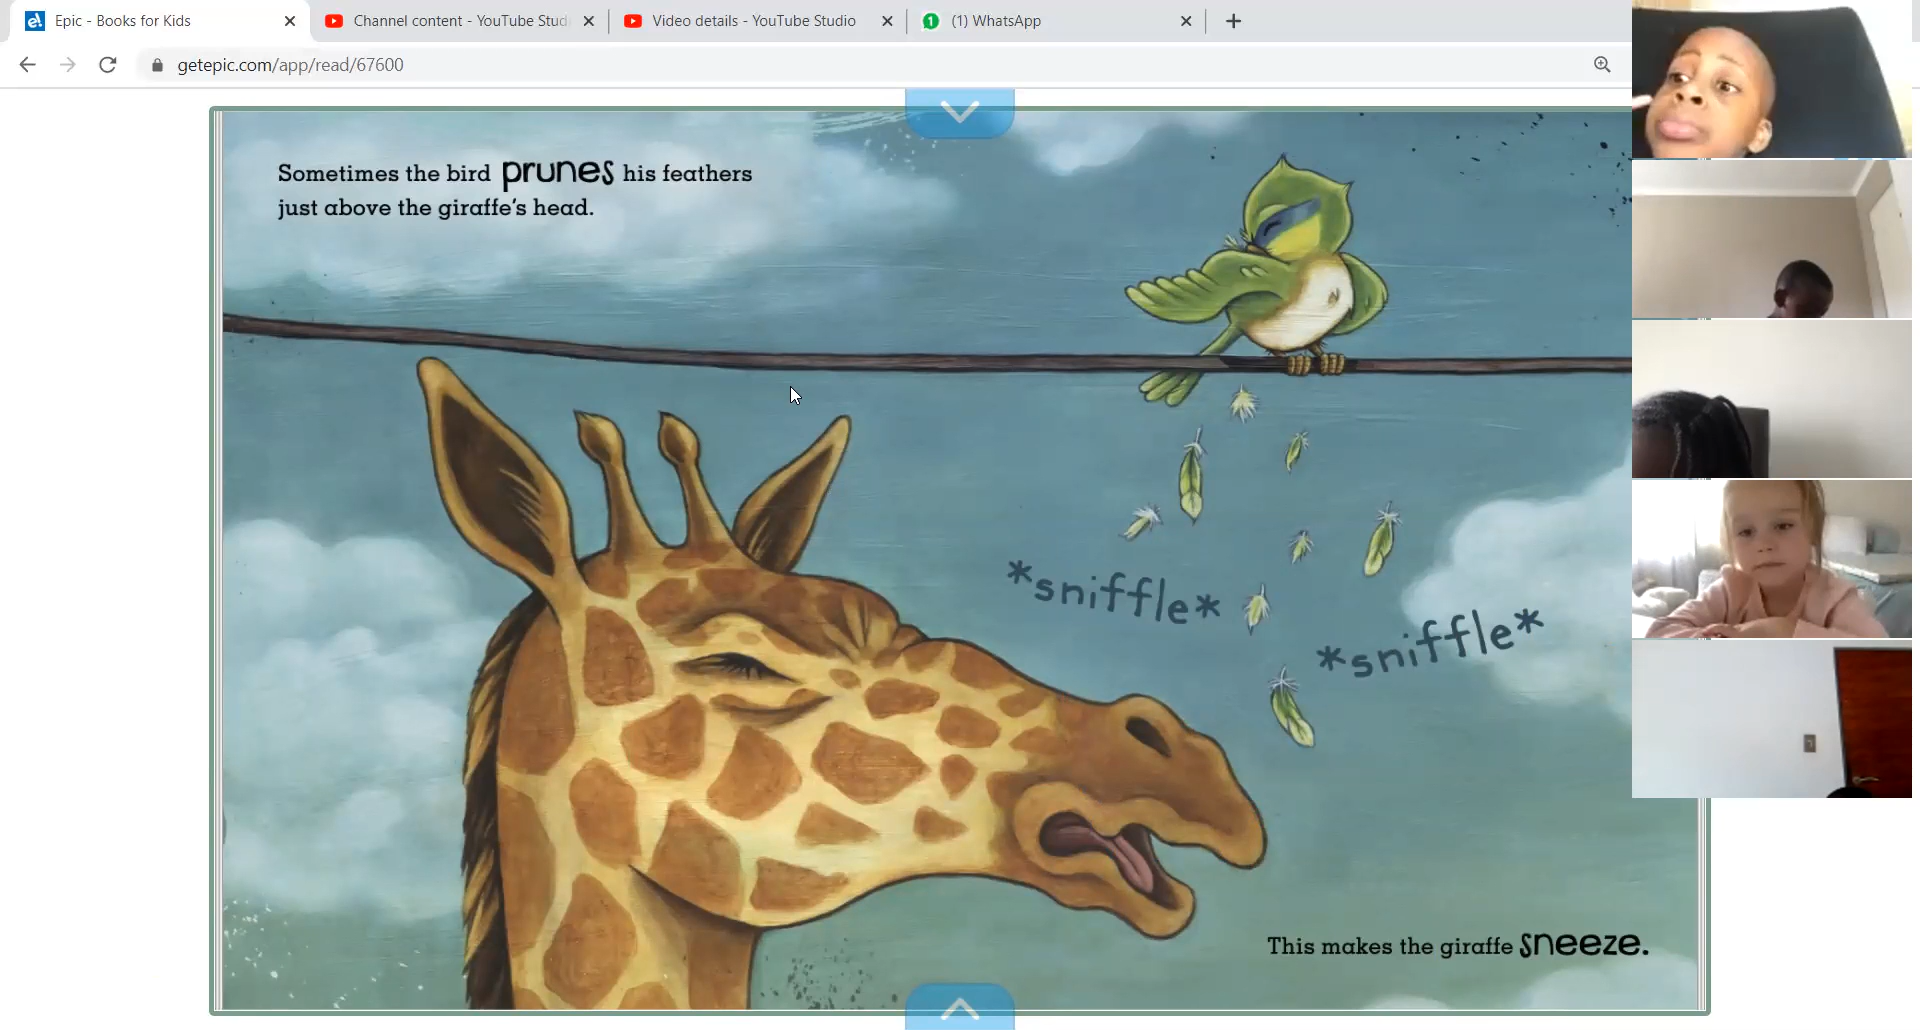 Epic - Books for Kids
Channel content - YouTube Stud
Video details - YouTube Studio
1 (1) WhatsApp
getepic.com/app/read/67600
Sometimes the bird prunes his feathers
just above the giraffe's head.
*sniffle*
*sniffle*
This makes the giraffe sneeze.